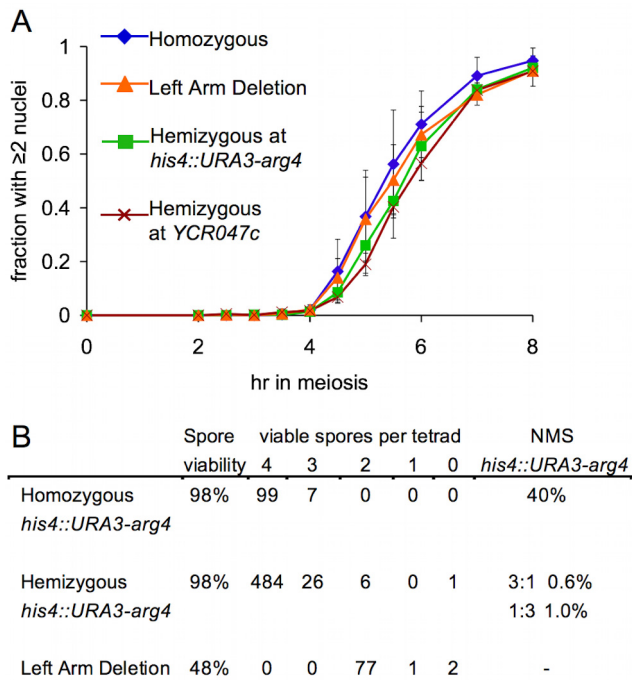 A
1
0.8
0.6
0.4
0.2
0
fraction with ≥2 nuclei
Homozygous
Left Arm Deletion
Hemizygous at
his4::URA3-arg4
Hemizygous
at YCR047c
0 2 4 6 8
hr in meiosis
B
Spore viable spores per tetrad NMS
viability 4 3 2 1 0 his4::URA3-arg4
Homozygous 98% 99 7 0 0 0 40%
his4::URA3-arg4
Hemizygous 98% 484 26 6 0 1 3:1 0.6%
his4::URA3-arg4 1:3 1.0%
Left Arm Deletion 48% 0 0 77 1 2 -